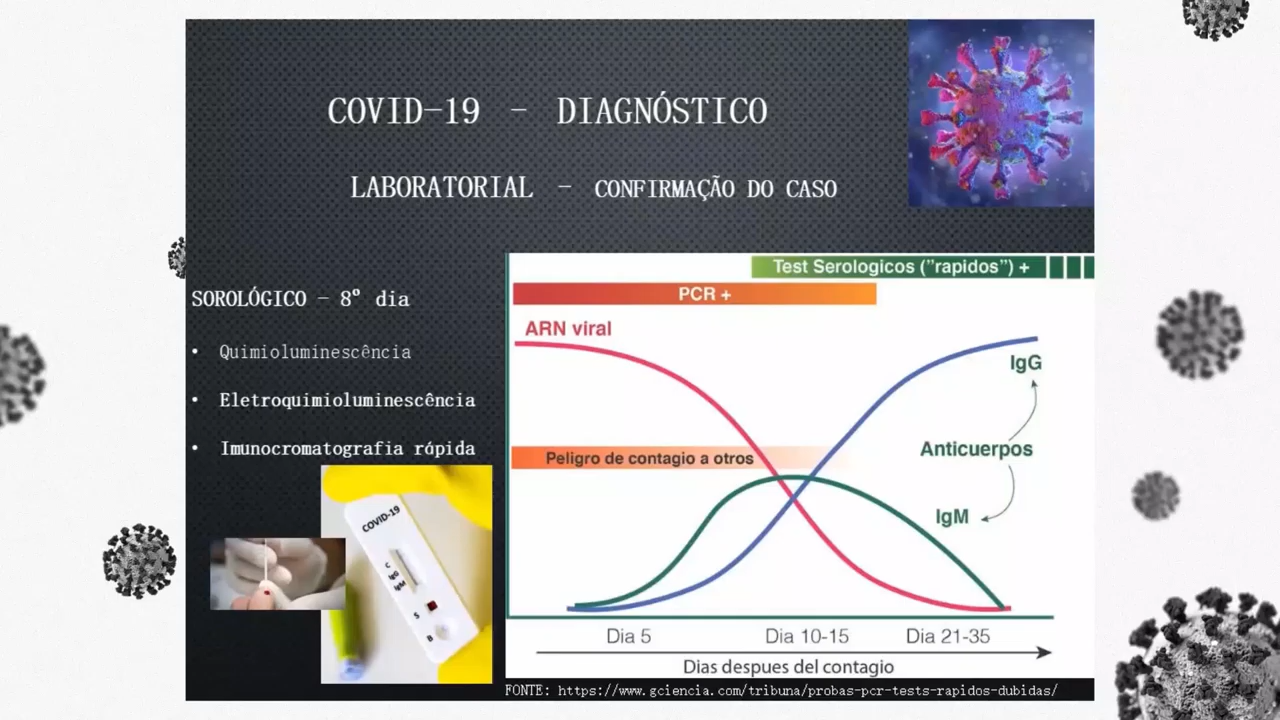 COVID-19 - DIAGNÓSTICO
LABORATORIAL - CONFIRMAÇÃO DO CASO
SOROLÓGICO - 8º dia
• Quimioluminescência
• Eletroquimioluminescência
• Imunocromatografia rápida
COVID-19
C
IgG
IgM
S
B
Test Serologicos ("rapidos") +
PCR +
ARN viral
IgG
Peligro de contagio a otros
Anticuerpos
IgM
Dia 5 Dia 10-15 Dia 21-35
Dias despues del contagio
FONTE: https://www.gciencia.com/tribuna/probas-pcr-tests-rapidos-dubidas/